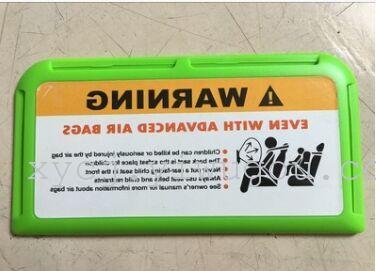 ⚠ WARNING
EVEN WITH ADVANCED AIR BAGS
• Children can be killed or seriously injured by the air bag
• The back seat is the safest place for children
• Never put a rear-facing child seat in the front
• Always use seat belts and child restraints
• See owner's manual for more information about bags